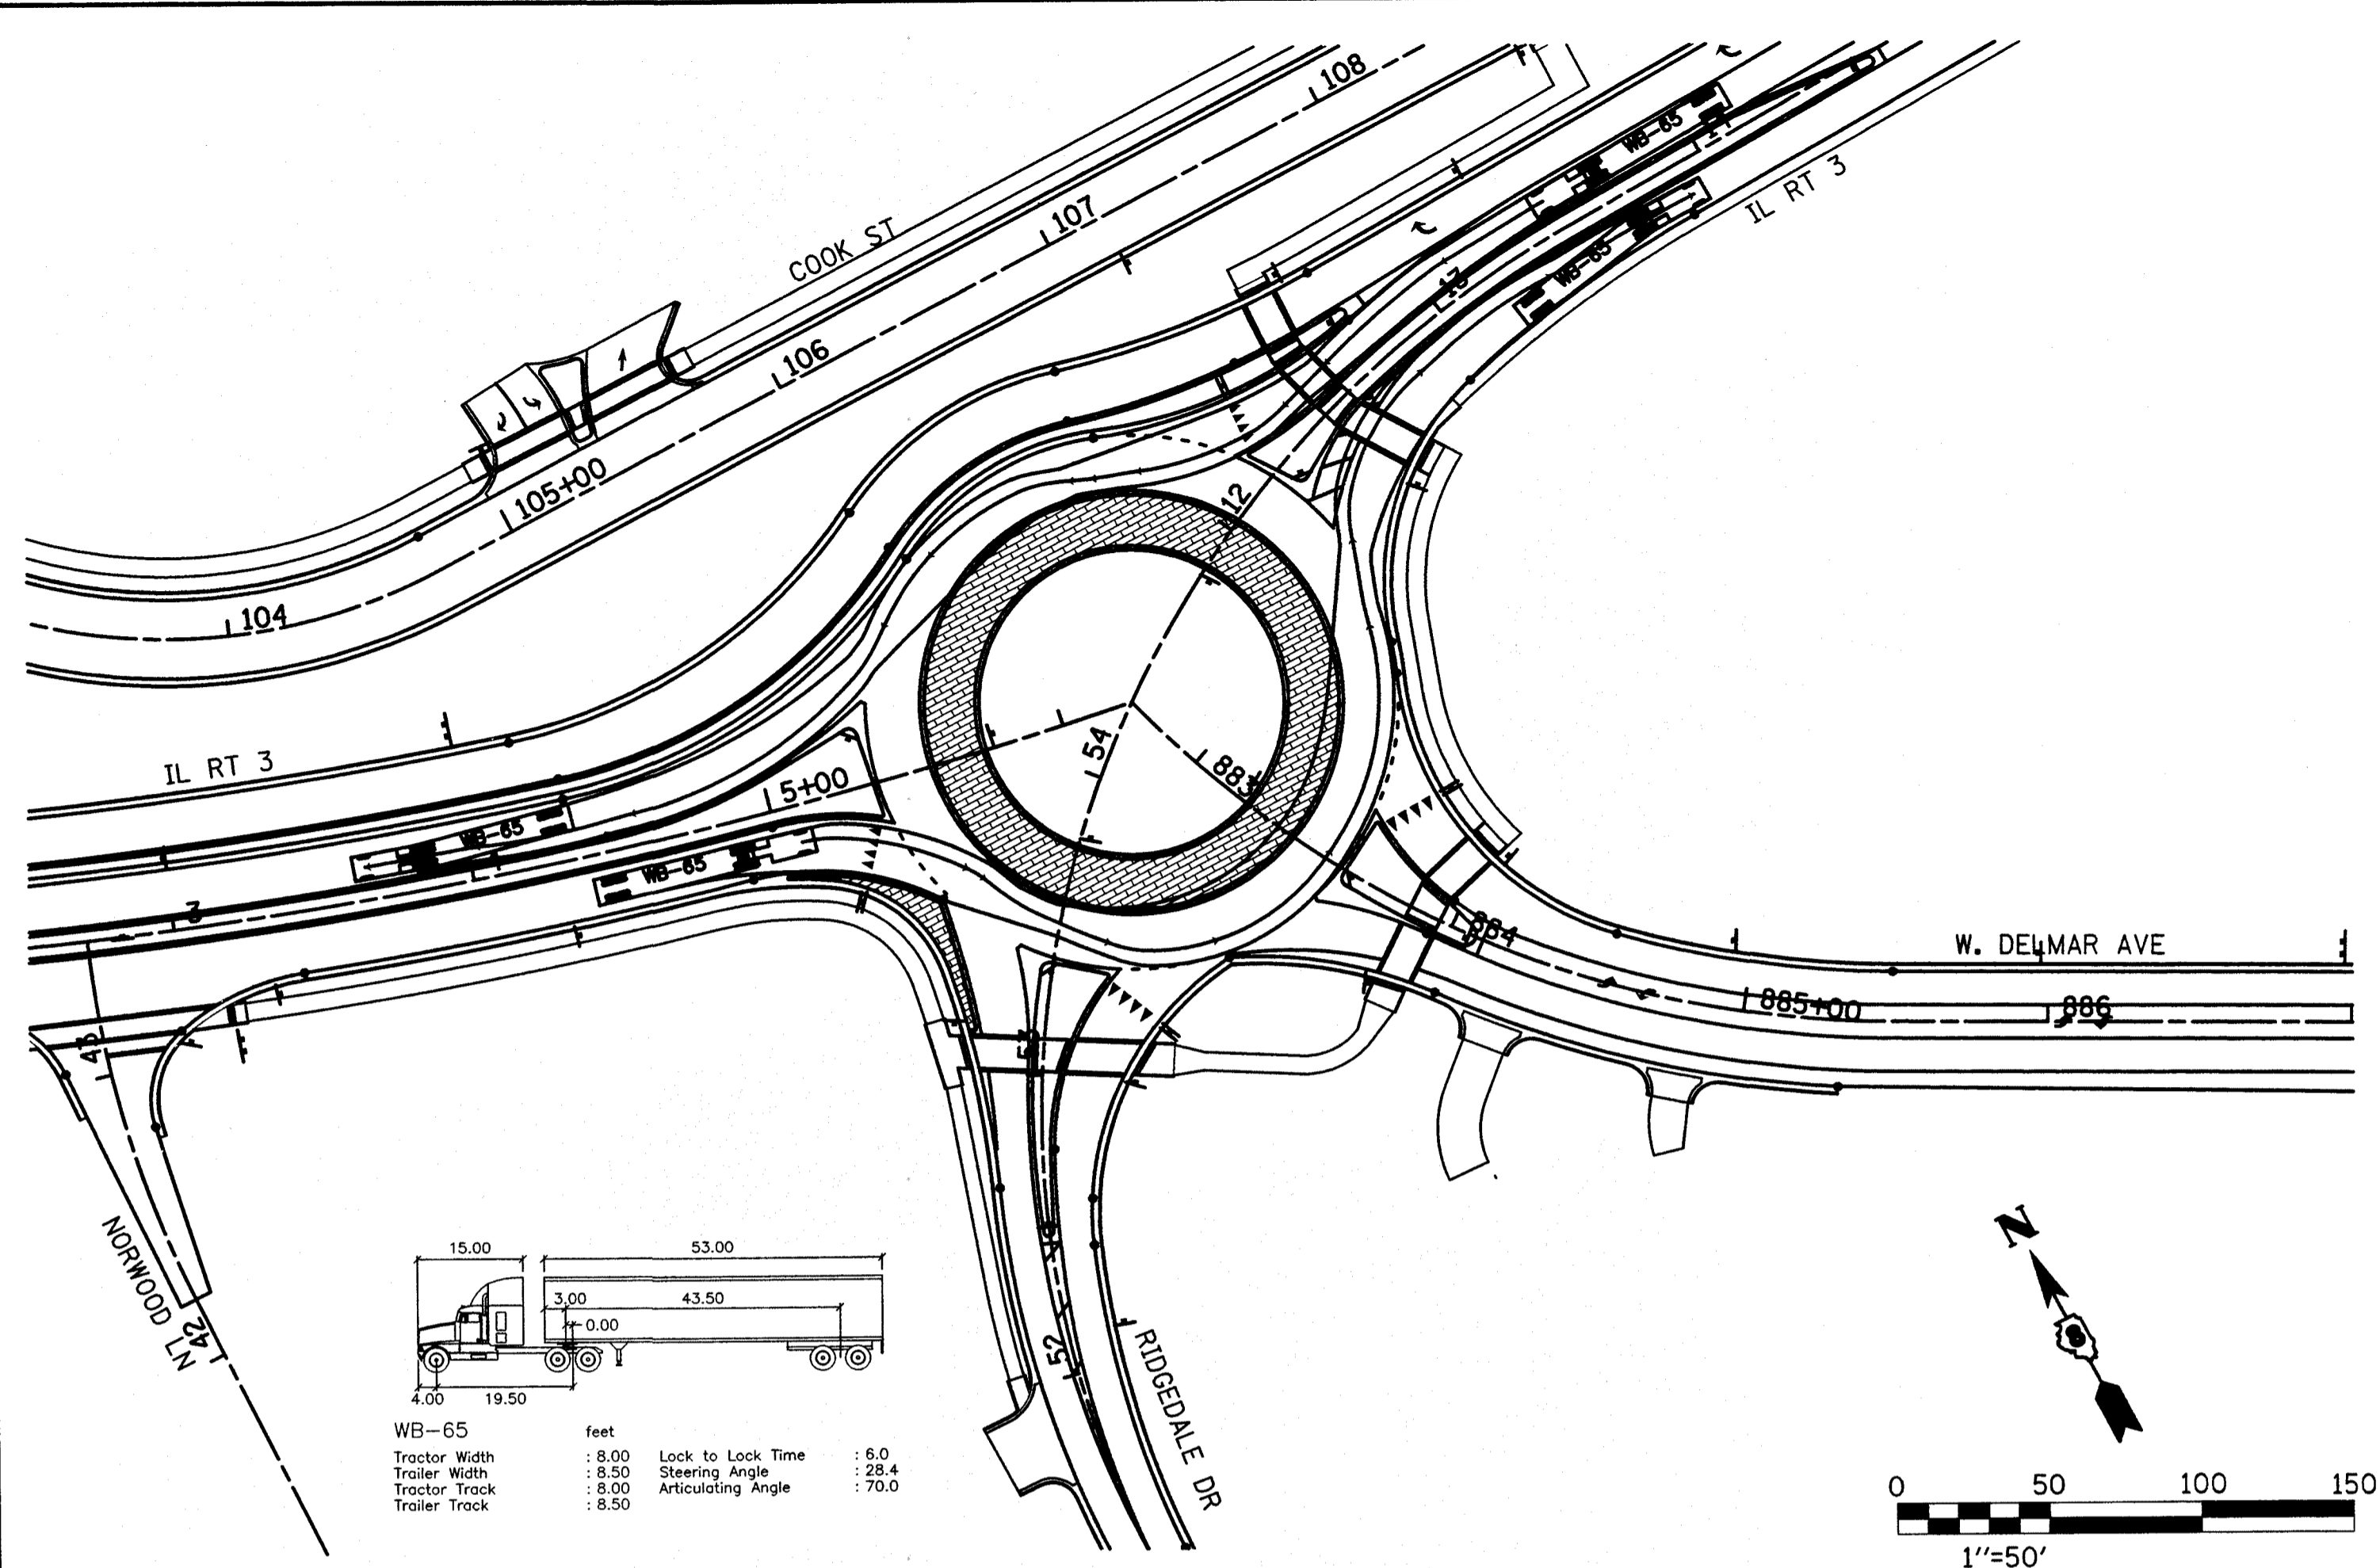 108
107
COOK ST
106
105+00
104
IL RT 3
WB-65
WB-65
13
IL RT 3
12
54
883
5+00
WB-65
WB-65
3
884
W. DELMAR AVE
885+00
886
43
53
NORWOOD LN
42
52
RIDGEDALE DR
N
15.00
53.00
3.00
43.50
0.00
4.00
19.50
WB-65 feet
Tractor Width : 8.00 Lock to Lock Time : 6.0
Trailer Width : 8.50 Steering Angle : 28.4
Tractor Track : 8.00 Articulating Angle : 70.0
Trailer Track : 8.50
0 50 100 150
1"=50'